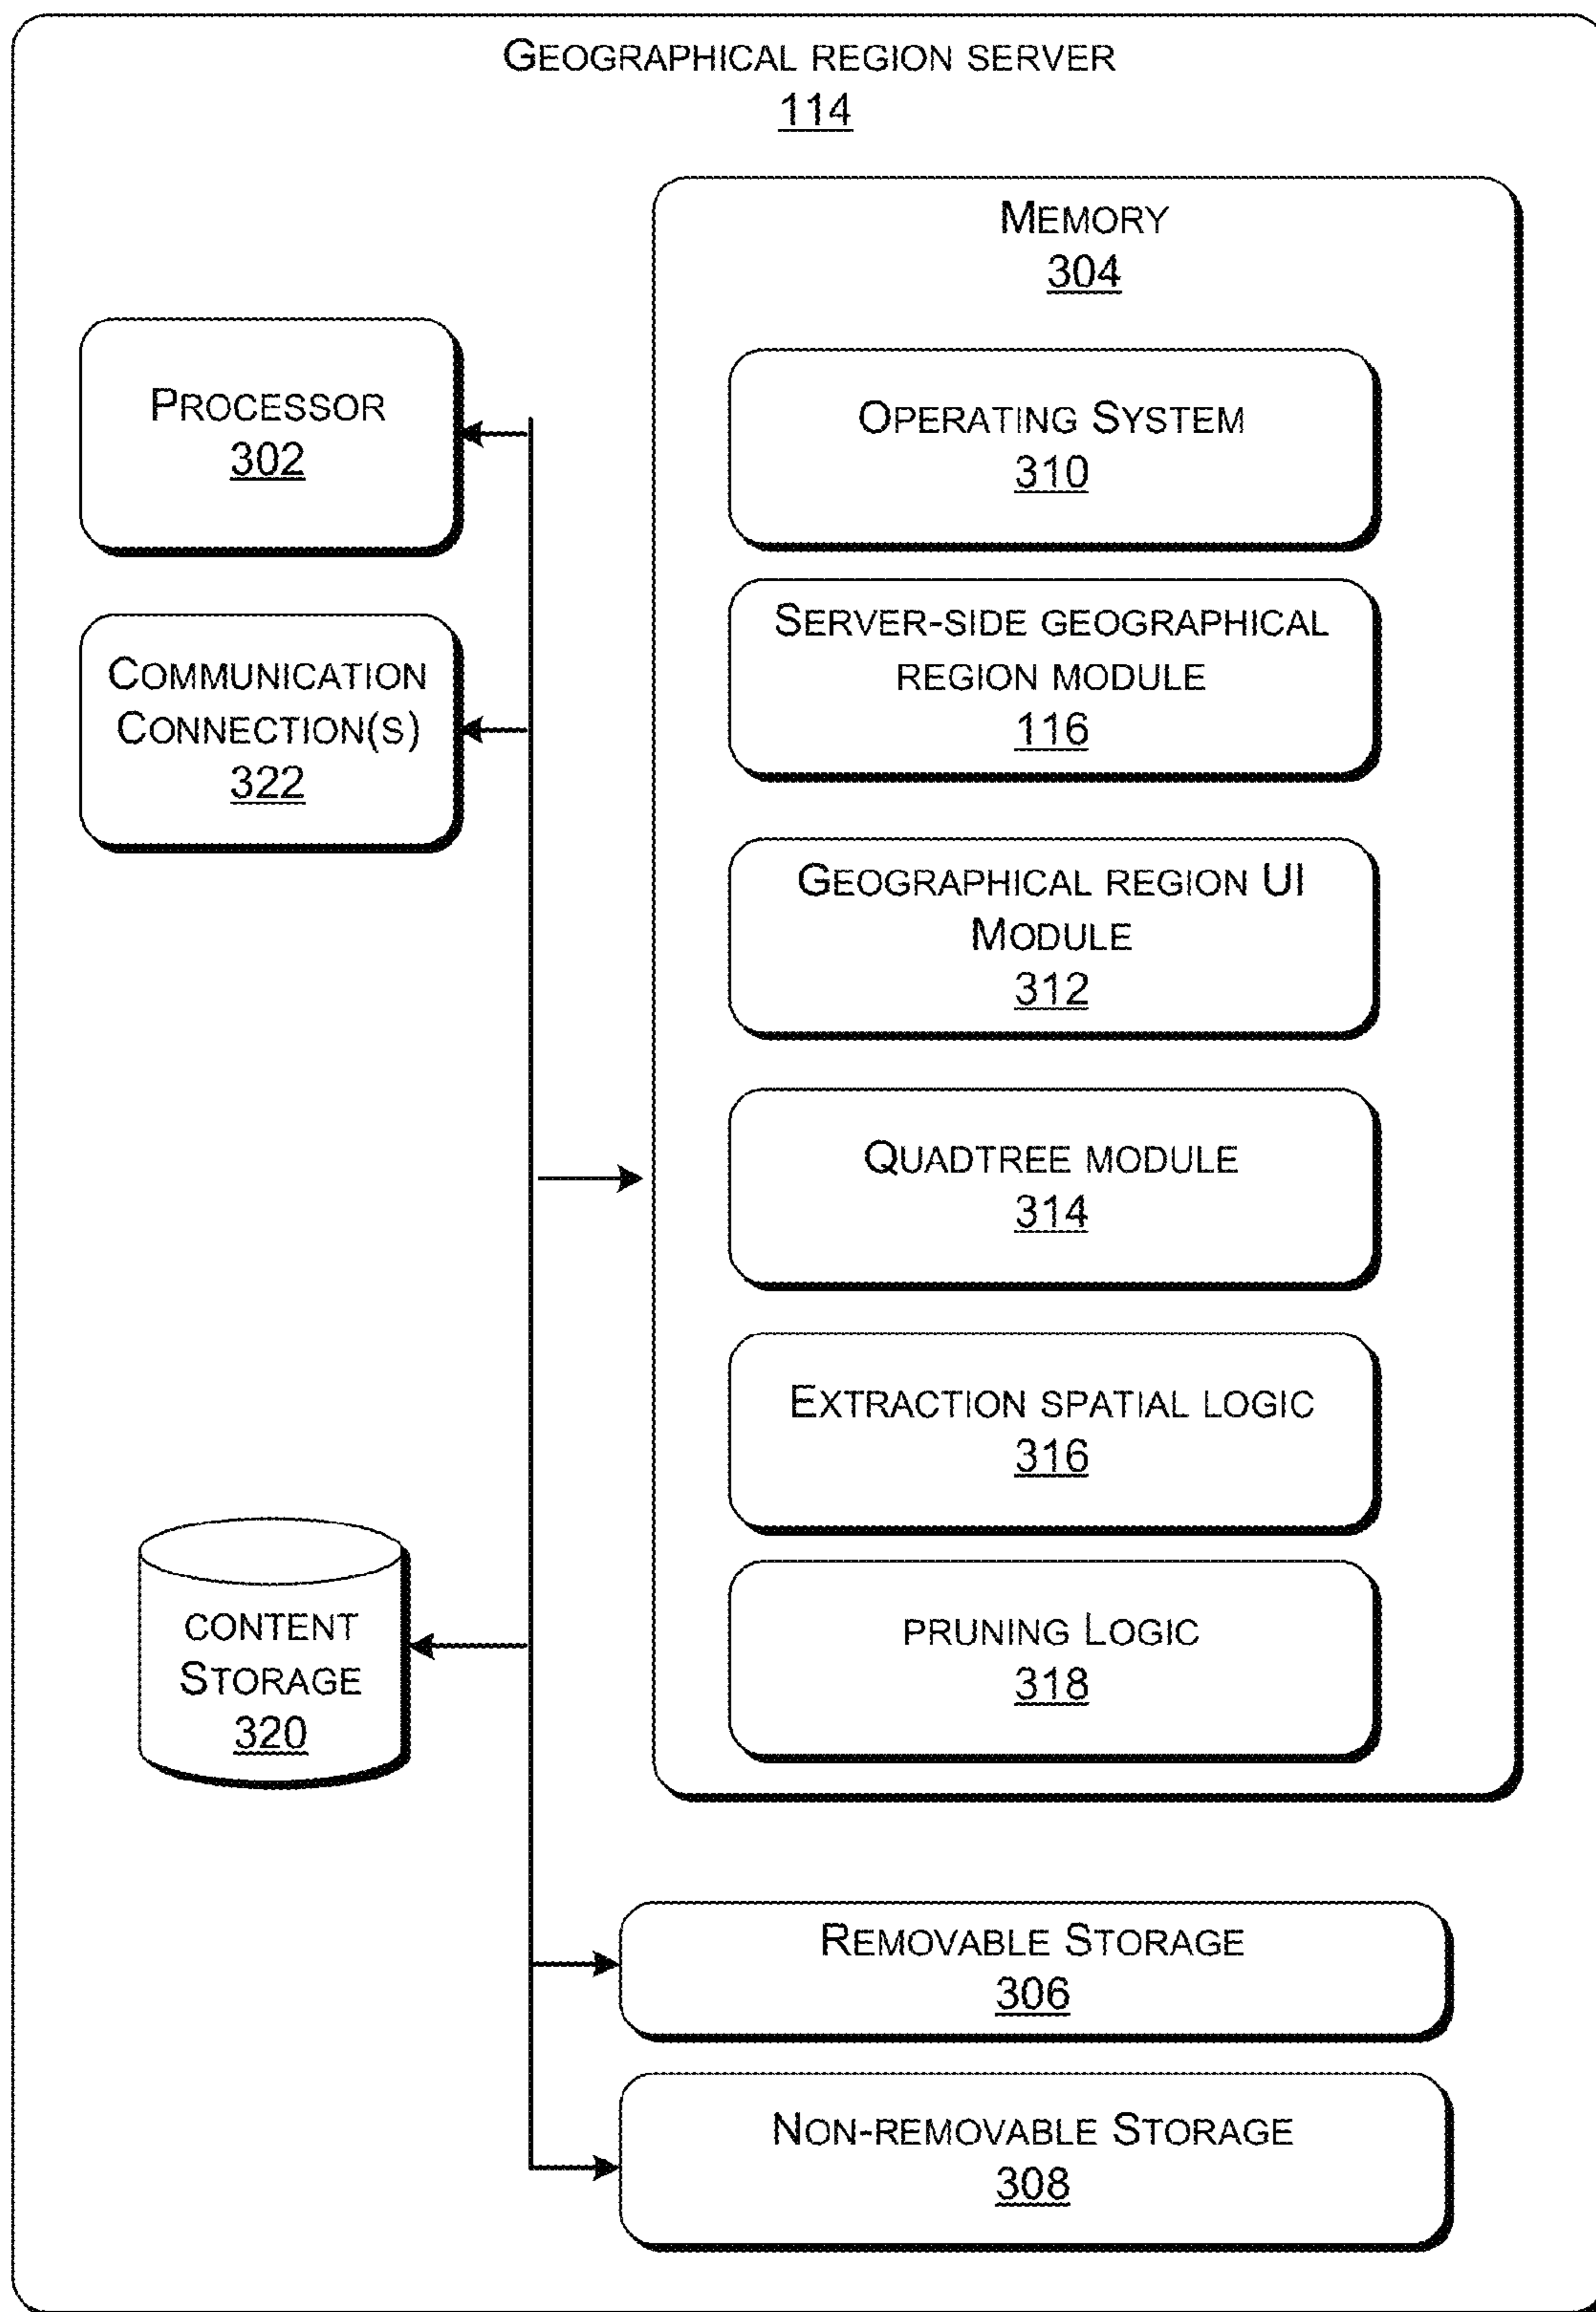 GEOGRAPHICAL REGION SERVER
114
MEMORY
304
PROCESSOR
302
COMMUNICATION
CONNECTION(S)
322
OPERATING SYSTEM
310
SERVER-SIDE GEOGRAPHICAL
REGION MODULE
116
GEOGRAPHICAL REGION UI
MODULE
312
QUADTREE MODULE
314
EXTRACTION SPATIAL LOGIC
316
PRUNING LOGIC
318
CONTENT
STORAGE
320
REMOVABLE STORAGE
306
NON-REMOVABLE STORAGE
308